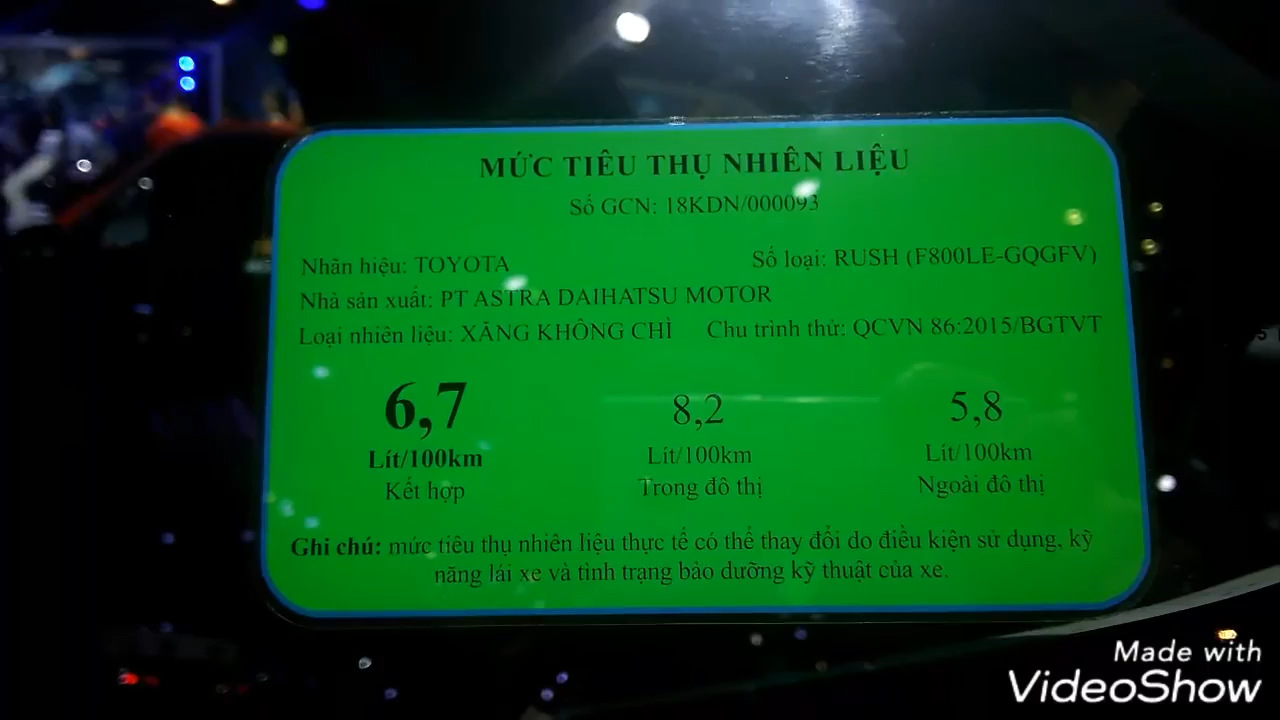 MỨC TIÊU THỤ NHIÊN LIỆU
Số GCN: 18KDN/000093
Nhãn hiệu: TOYOTA Số loại: RUSH (F800LE-GQGFV)
Nhà sản xuất: PT ASTRA DAIHATSU MOTOR
Loại nhiên liệu: XĂNG KHÔNG CHÌ Chu trình thử: QCVN 86:2015/BGTVT
6,7 8,2 5,8
Lít/100km Lít/100km Lít/100km
Kết hợp Trong đô thị Ngoài đô thị
Ghi chú: mức tiêu thụ nhiên liệu thực tế có thể thay đổi do điều kiện sử dụng, kỹ
năng lái xe và tình trạng bảo dưỡng kỹ thuật của xe.
Made with
VideoShow